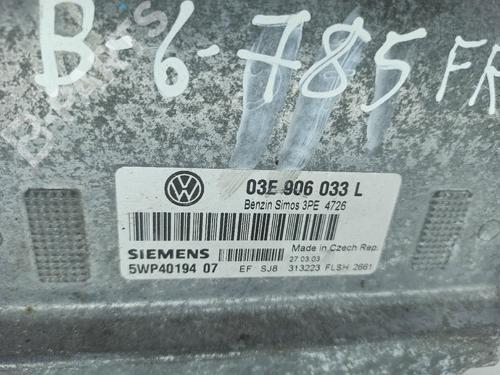 B-6-785 FR
03E 906 033 L
Benzin Simos 3PE 4726
SIEMENS
Made in Czech Rep.
27.03.03
5WP40194 07
EF SJ8 313223 FLSH 2661